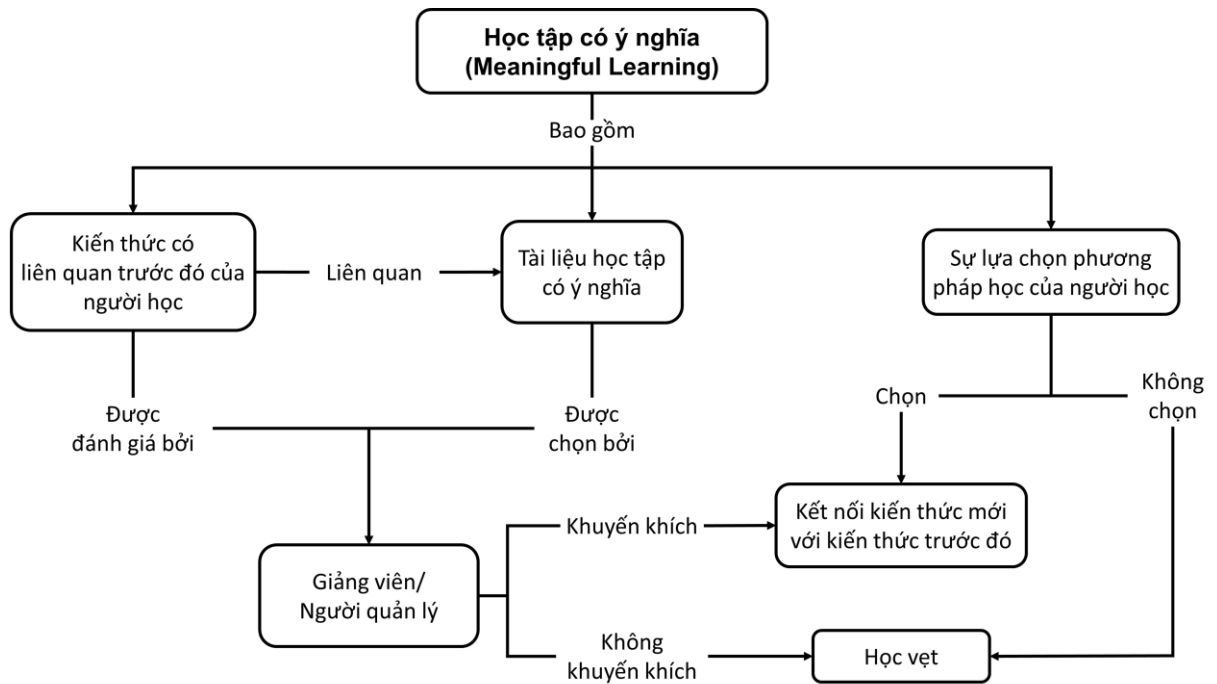 Học tập có ý nghĩa
(Meaningful Learning)
Bao gồm
Kiến thức có
liên quan trước đó của
người học
Liên quan
Tài liệu học tập
có ý nghĩa
Sự lựa chọn phương
pháp học của người học
Được
đánh giá bởi
Được
chọn bởi
Chọn
Không
chọn
Khuyến khích
Kết nối kiến thức mới
với kiến thức trước đó
Giảng viên/
Người quản lý
Không
khuyến khích
Học vẹt